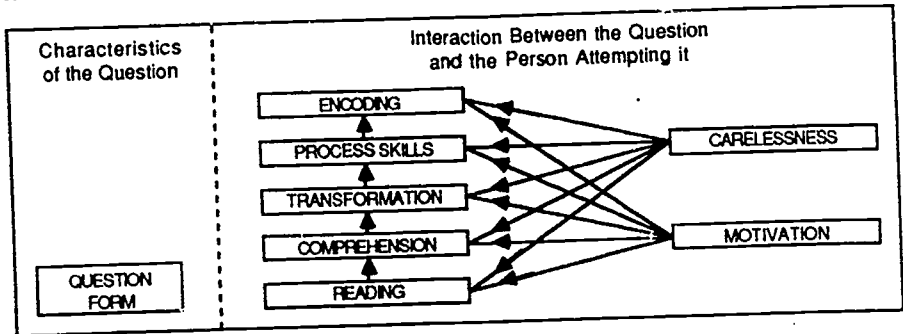 Characteristics
of the Question
Interaction Between the Question
and the Person Attempting it
ENCODING
PROCESS SKILLS
TRANSFORMATION
COMPREHENSION
READING
CARELESSNESS
MOTIVATION
QUESTION
FORM